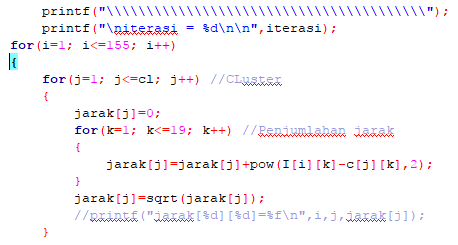 printf("\\\\\\\\\\\\\\\\\\\\\\\\\\\\\\\\\\\\\\\\");
printf("\niterasi = %d\n\n",iterasi);
for(i=1; i<=155; i++)
{
for(j=1; j<=cl; j++) //CLuster
{
jarak[j]=0;
for(k=1; k<=19; k++) //Penjumlahan jarak
{
jarak[j]=jarak[j]+pow(I[i][k]-c[j][k],2);
}
jarak[j]=sqrt(jarak[j]);
//printf("jarak[%d][%d]=%f\n",i,j,jarak[j]);
}